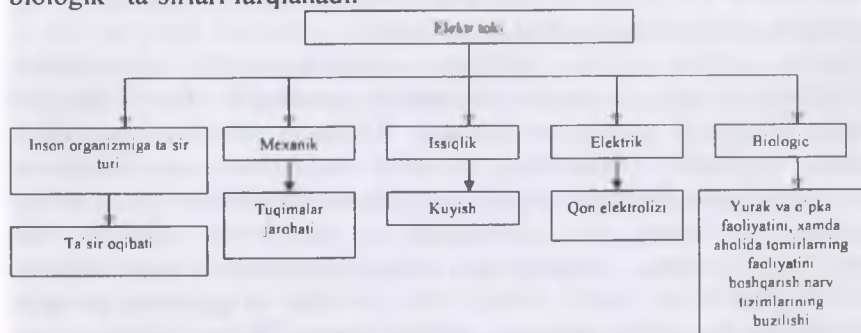 biologik ta'sirlari farqlanadi.
Elektr toki
Inson organizmiga ta'sir
turi
Mexanik
Issiqlik
Elektrik
Biologic
Ta'sir oqibati
Tuqimalar
jarohati
Kuyish
Qon elektrolizi
Yurak va o'pka
faoliyatini, xamda
aholida tomirlarning
faoliyatini
boshqarish narv
tizimlarining
buzilishi